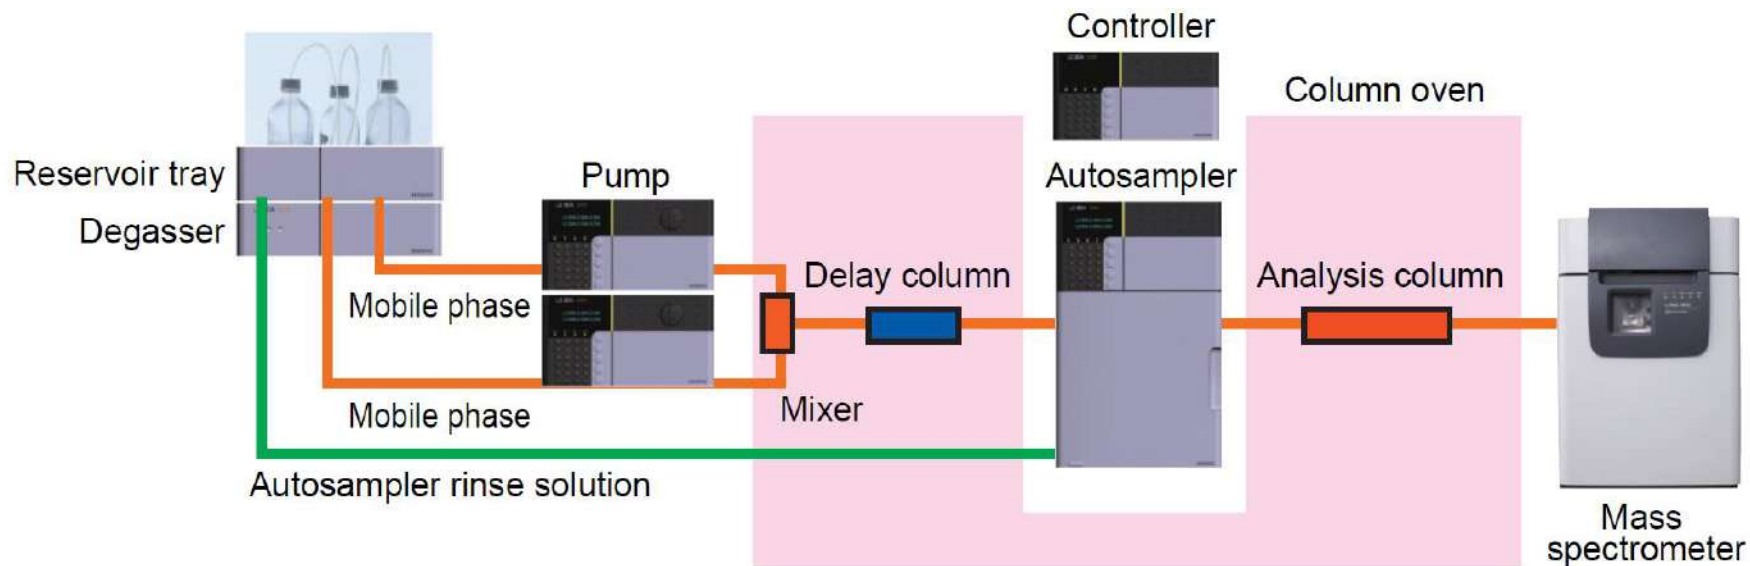 Controller
Column oven
Reservoir tray
Pump
Autosampler
Degasser
Delay column
Analysis column
Mobile phase
Mobile phase
Mixer
Autosampler rinse solution
Mass
spectrometer